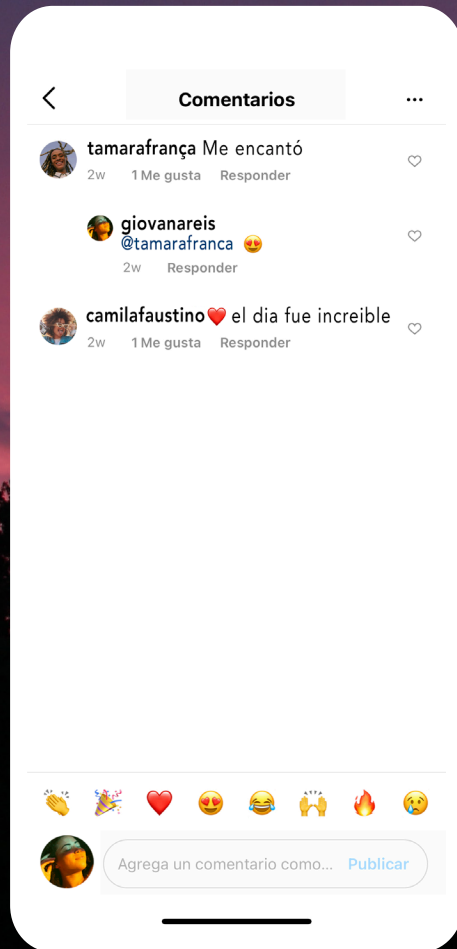 Comentarios
tamarafrança Me encantó
2w 1 Me gusta Responder
giovanareis
@tamarafranca 😍
2w Responder
camilafaustino❤️ el dia fue increible
2w 1 Me gusta Responder
Agrega un comentario como... Publicar